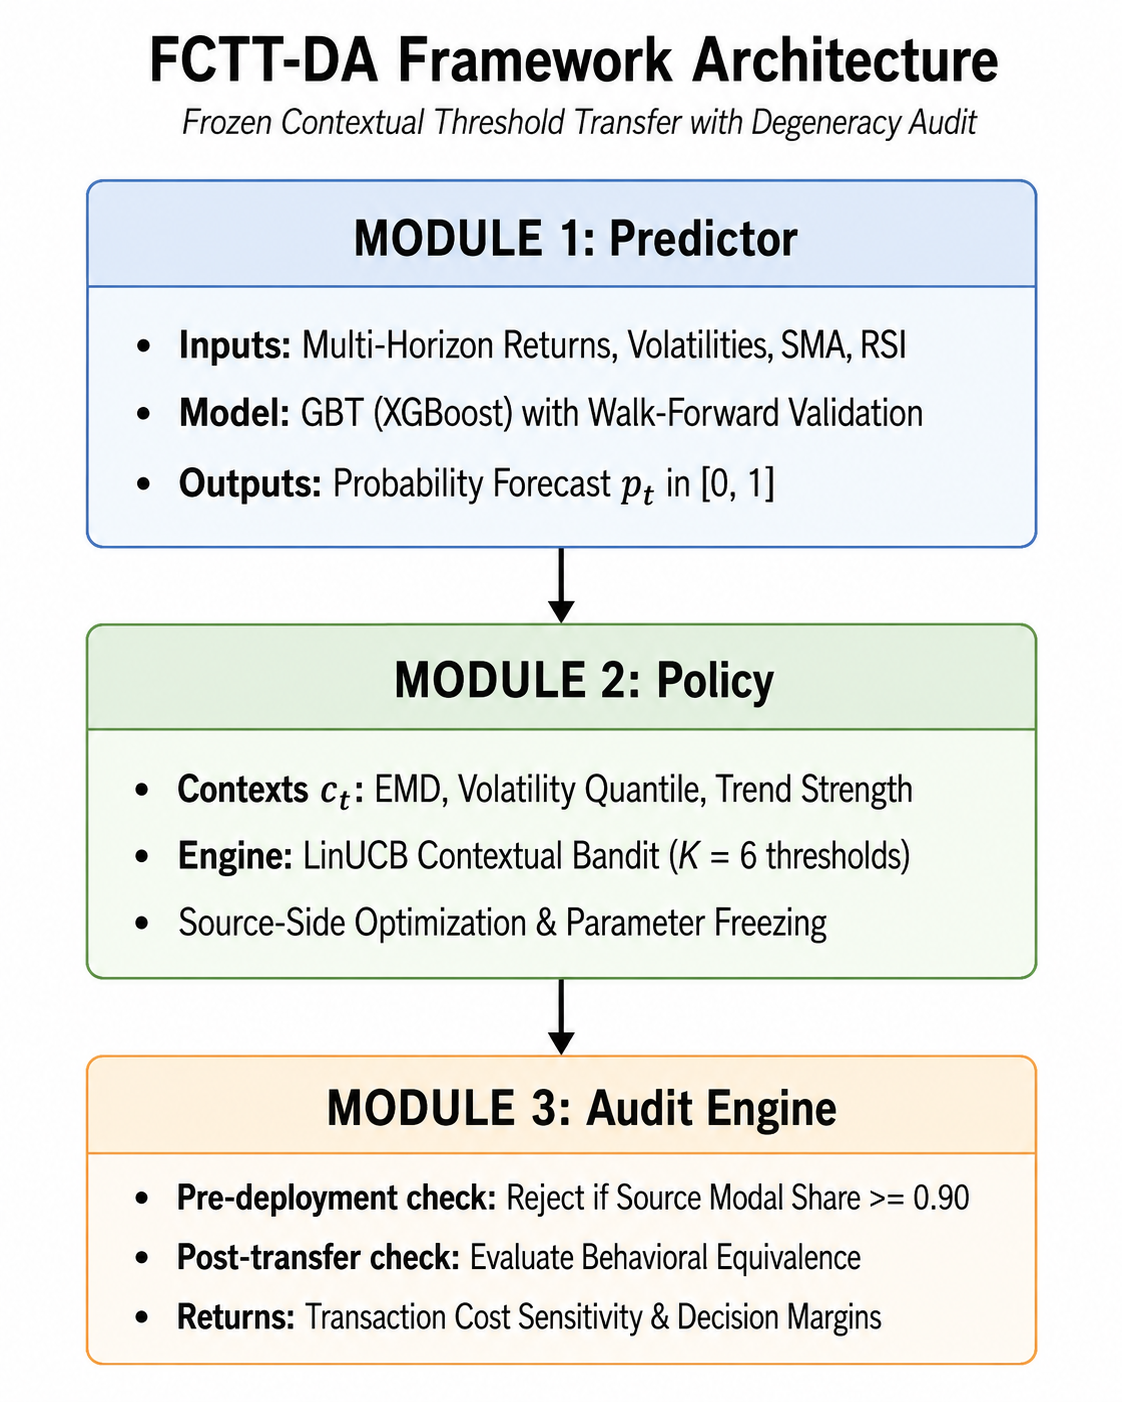 FCTT-DA Framework Architecture
Frozen Contextual Threshold Transfer with Degeneracy Audit
MODULE 1: Predictor
• Inputs: Multi-Horizon Returns, Volatilities, SMA, RSI
• Model: GBT (XGBoost) with Walk-Forward Validation
• Outputs: Probability Forecast pₜ in [0, 1]
MODULE 2: Policy
• Contexts cₜ: EMD, Volatility Quantile, Trend Strength
• Engine: LinUCB Contextual Bandit (K = 6 thresholds)
• Source-Side Optimization & Parameter Freezing
MODULE 3: Audit Engine
• Pre-deployment check: Reject if Source Modal Share >= 0.90
• Post-transfer check: Evaluate Behavioral Equivalence
• Returns: Transaction Cost Sensitivity & Decision Margins